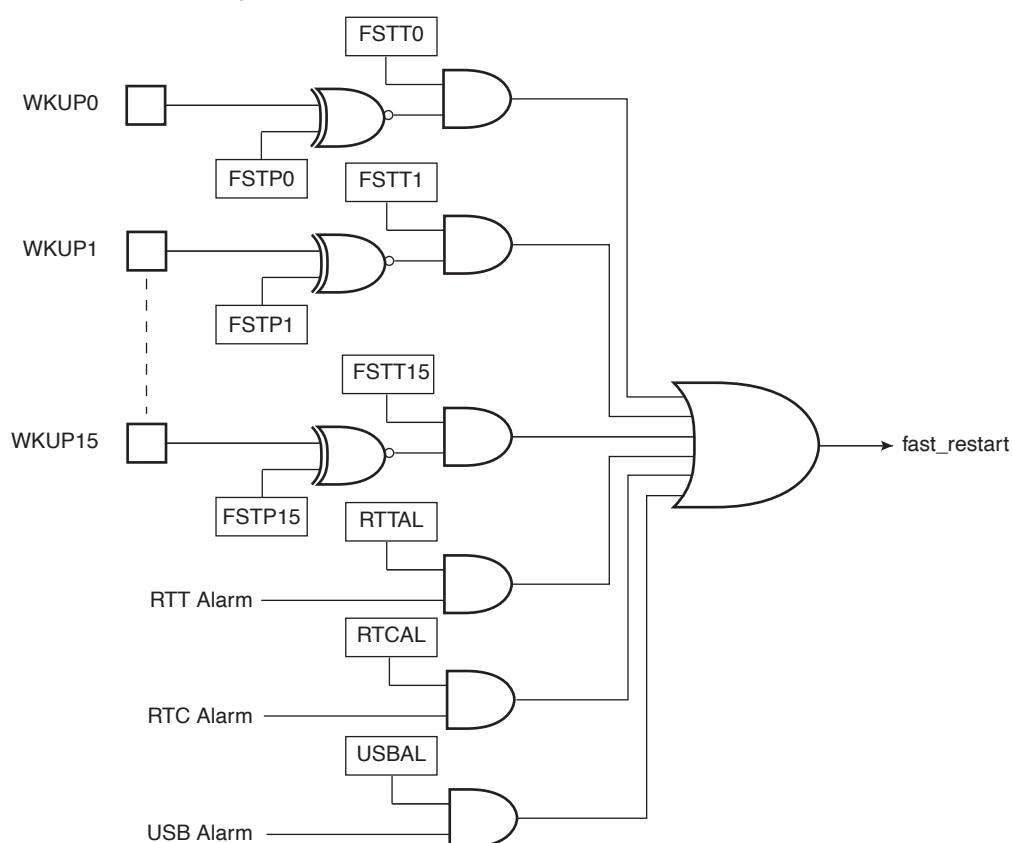 FSTT0
WKUP0
FSTP0
FSTT1
WKUP1
FSTP1
FSTT15
WKUP15
fast_restart
FSTP15
RTTAL
RTT Alarm
RTCAL
RTC Alarm
USBAL
USB Alarm